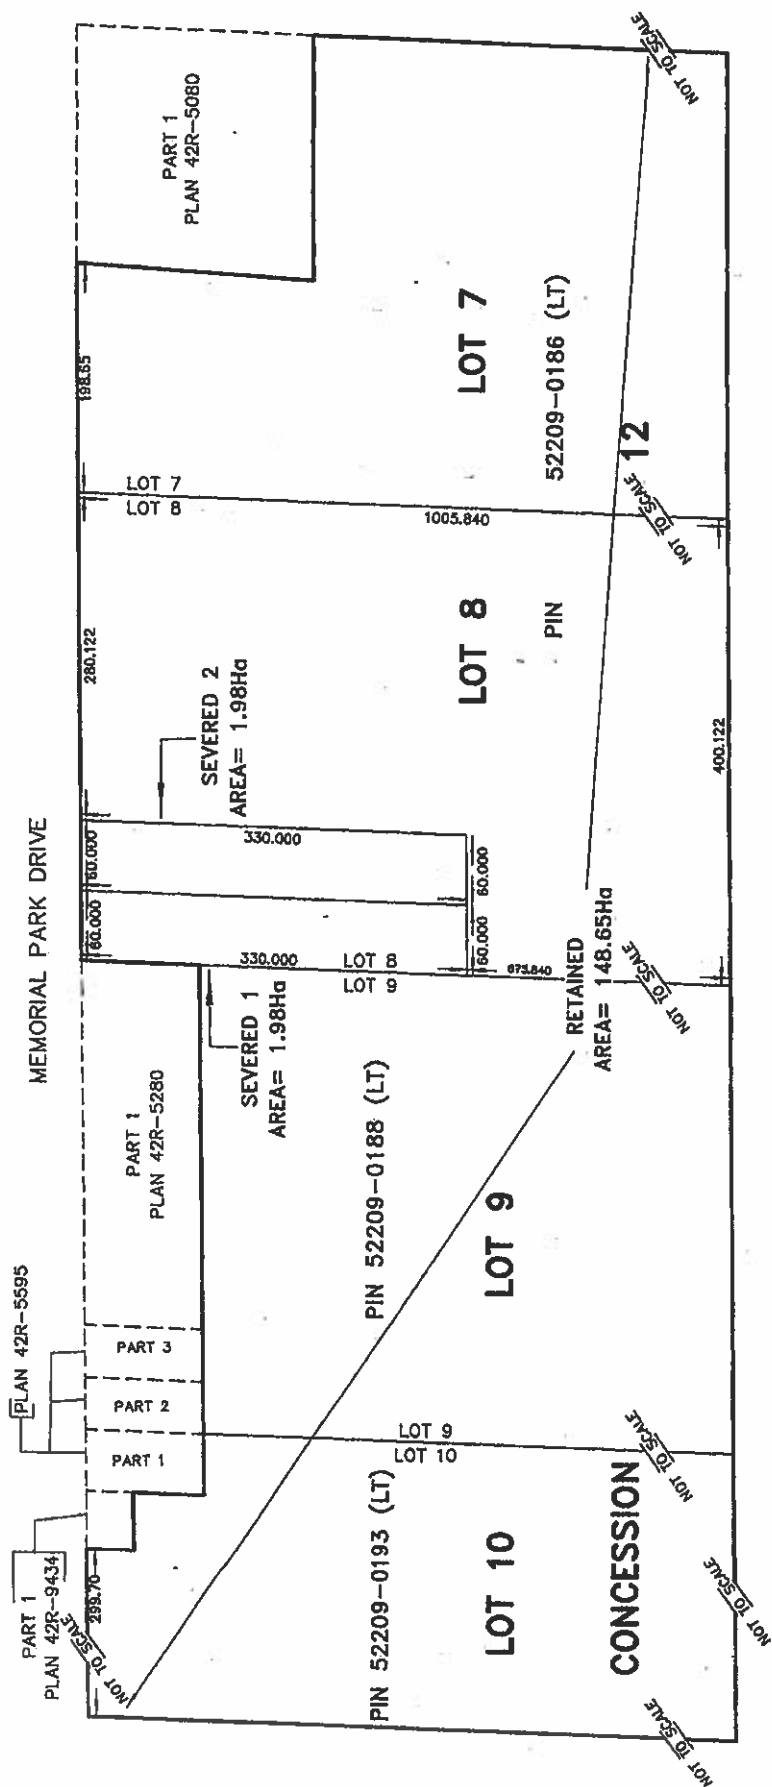 MEMORIAL PARK DRIVE
PART 1
PLAN 42R-9434
PLAN 42R-5595
PART 1
PART 2
PART 3
PART 1
PLAN 42R-5280
PART 1
PLAN 42R-5080
299.70
60.000
60.000
280.122
198.65
SEVERED 1
AREA= 1.98Ha
SEVERED 2
AREA= 1.98Ha
330.000
330.000
LOT 8
LOT 9
LOT 7
LOT 8
LOT 9
LOT 10
60.000
60.000
675.840
1005.840
400.122
PIN 52209-0193 (LT)
PIN 52209-0188 (LT)
PIN
52209-0186 (LT)
LOT 10
LOT 9
LOT 8
LOT 7
RETAINED
AREA= 148.65Ha
CONCESSION
12
NOT TO SCALE
NOT TO SCALE
NOT TO SCALE
NOT TO SCALE
NOT TO SCALE
NOT TO SCALE
NOT TO SCALE